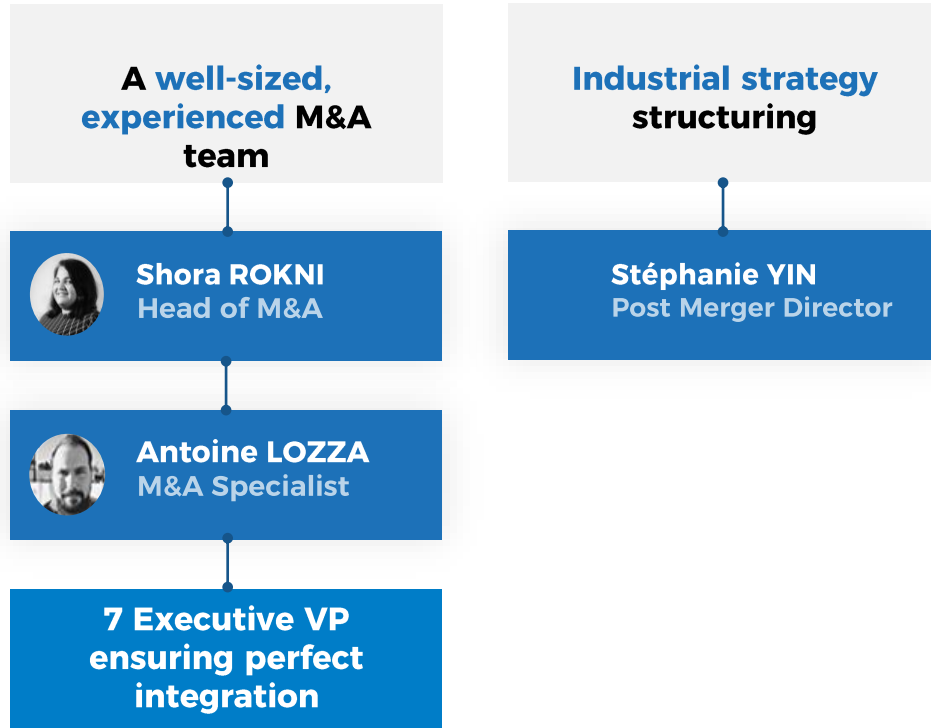 A well-sized,
experienced M&A
team
Shora ROKNI
Head of M&A
Antoine LOZZA
M&A Specialist
7 Executive VP
ensuring perfect
integration
Industrial strategy
structuring
Stéphanie YIN
Post Merger Director